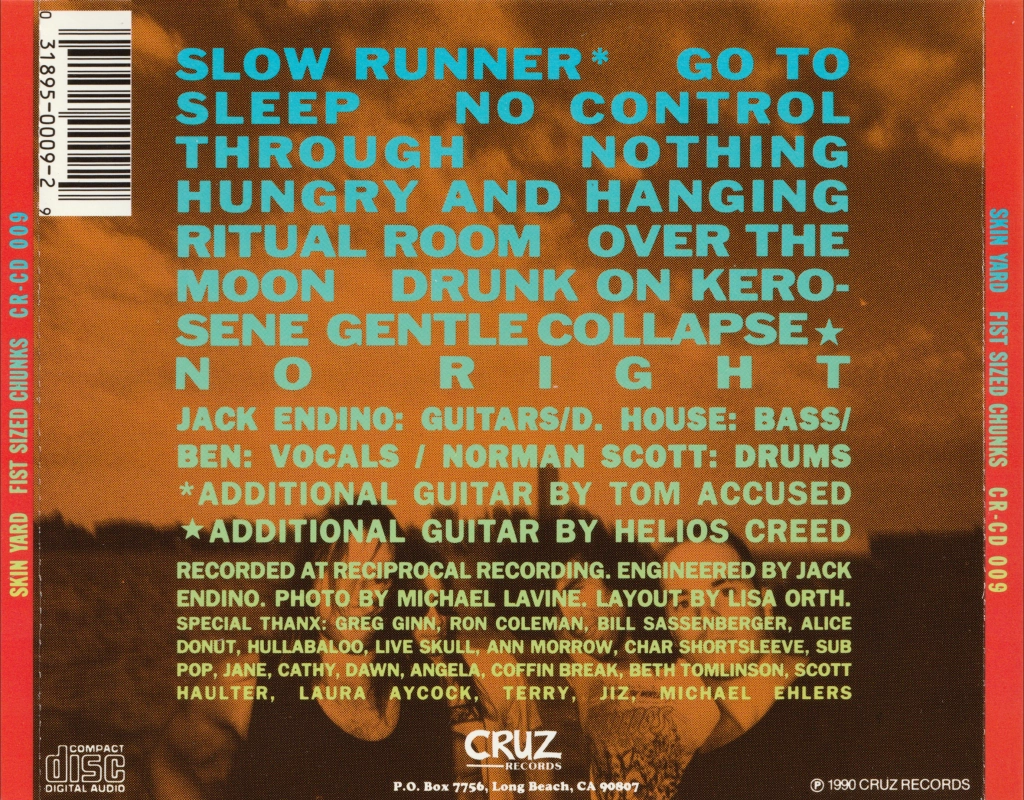 SLOW RUNNER* GO TO
SLEEP NO CONTROL
THROUGH NOTHING
HUNGRY AND HANGING
RITUAL ROOM OVER THE
MOON DRUNK ON KERO-
SENE GENTLE COLLAPSE★
NO RIGHT
JACK ENDINO: GUITARS/D. HOUSE: BASS/
BEN: VOCALS / NORMAN SCOTT: DRUMS
*ADDITIONAL GUITAR BY TOM ACCUSED
★ADDITIONAL GUITAR BY HELIOS CREED
RECORDED AT RECIPROCAL RECORDING. ENGINEERED BY JACK
ENDINO. PHOTO BY MICHAEL LAVINE. LAYOUT BY LISA ORTH.
SPECIAL THANX: GREG GINN, RON COLEMAN, BILL SASSENBERGER, ALICE
DONUT, HULLABALOO, LIVE SKULL, ANN MORROW, CHAR SHORTSLEEVE, SUB
POP, JANE, CATHY, DAWN, ANGELA, COFFIN BREAK, BETH TOMLINSON, SCOTT
HAULTER, LAURA AYCOCK, TERRY, JIZ, MICHAEL EHLERS
0 31895-0009-2 9
SKIN YARD FIST SIZED CHUNKS CR-CD 009
SKIN YARD FIST SIZED CHUNKS CR-CD 009
COMPACT
disc
DIGITAL AUDIO
CRUZ
RECORDS
P.O. Box 7756, Long Beach, CA 90807
℗ 1990 CRUZ RECORDS